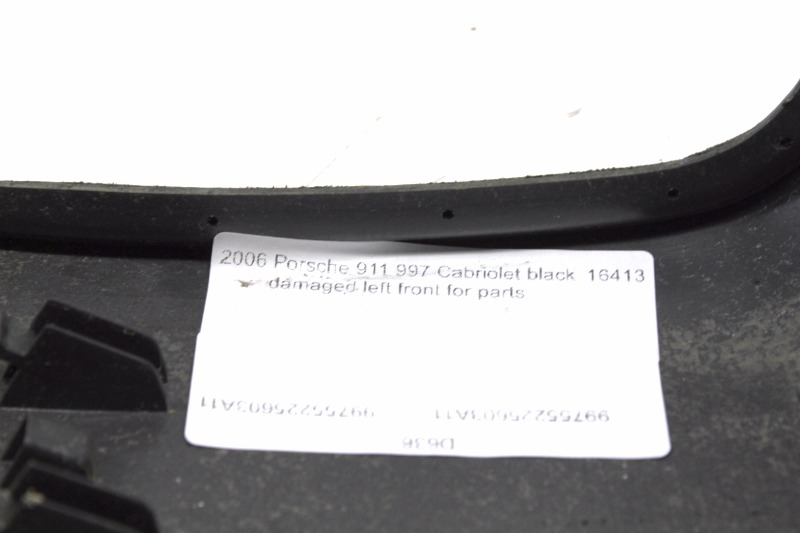 2006 Porsche 911 997 Cabriolet black 16413
damaged left front for parts
99755225603A11 99755225603A11
D636